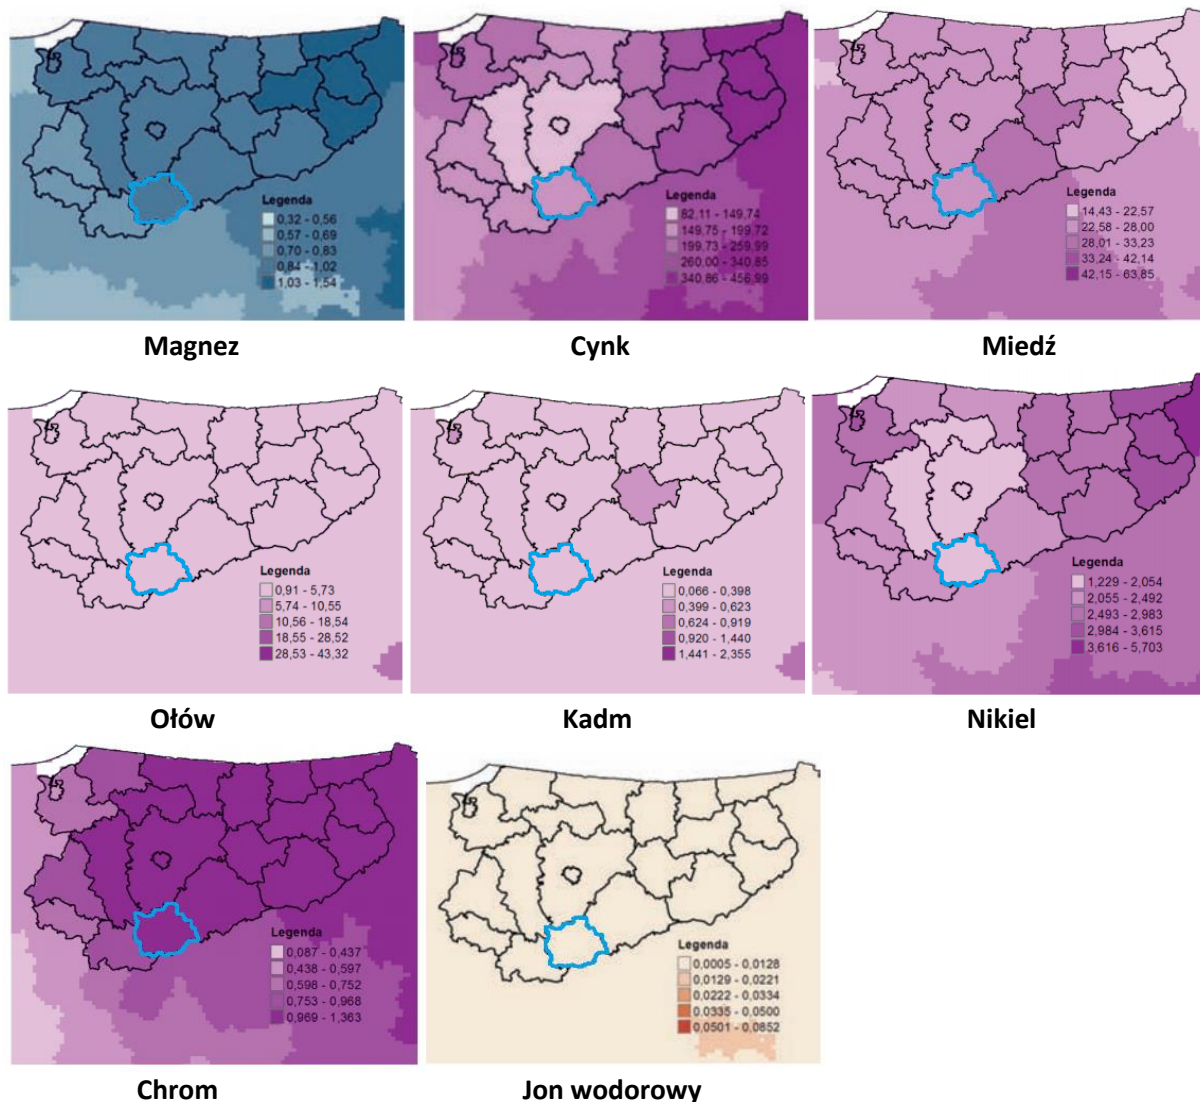 Legenda
0,32 - 0,56
0,57 - 0,69
0,70 - 0,83
0,84 - 1,02
1,03 - 1,54
Magnez
Legenda
82,11 - 149,74
149,75 - 199,72
199,73 - 259,99
260,00 - 340,85
340,86 - 456,99
Cynk
Legenda
14,43 - 22,57
22,58 - 28,00
28,01 - 33,23
33,24 - 42,14
42,15 - 63,85
Miedź
Legenda
0,91 - 5,73
5,74 - 10,55
10,56 - 18,54
18,55 - 28,52
28,53 - 43,32
Ołów
Legenda
0,066 - 0,398
0,399 - 0,623
0,624 - 0,919
0,920 - 1,440
1,441 - 2,355
Kadm
Legenda
1,229 - 2,054
2,055 - 2,492
2,493 - 2,983
2,984 - 3,615
3,616 - 5,703
Nikiel
Legenda
0,087 - 0,437
0,438 - 0,597
0,598 - 0,752
0,753 - 0,968
0,969 - 1,363
Chrom
Legenda
0,0005 - 0,0128
0,0129 - 0,0221
0,0222 - 0,0334
0,0335 - 0,0500
0,0501 - 0,0852
Jon wodorowy